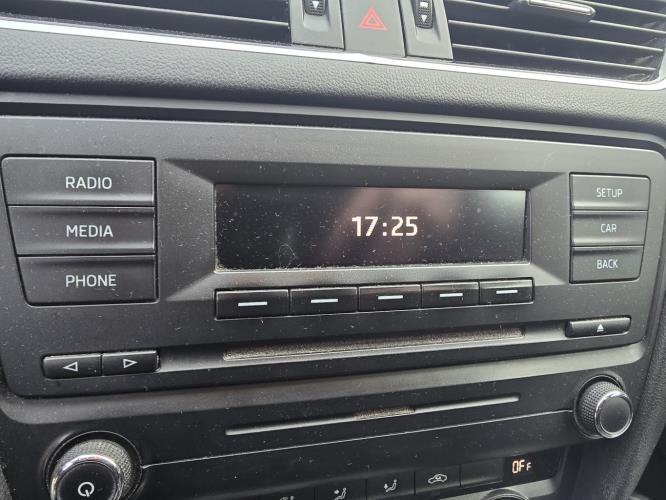 RADIO
MEDIA
PHONE
17:25
SETUP
CAR
BACK
OFF